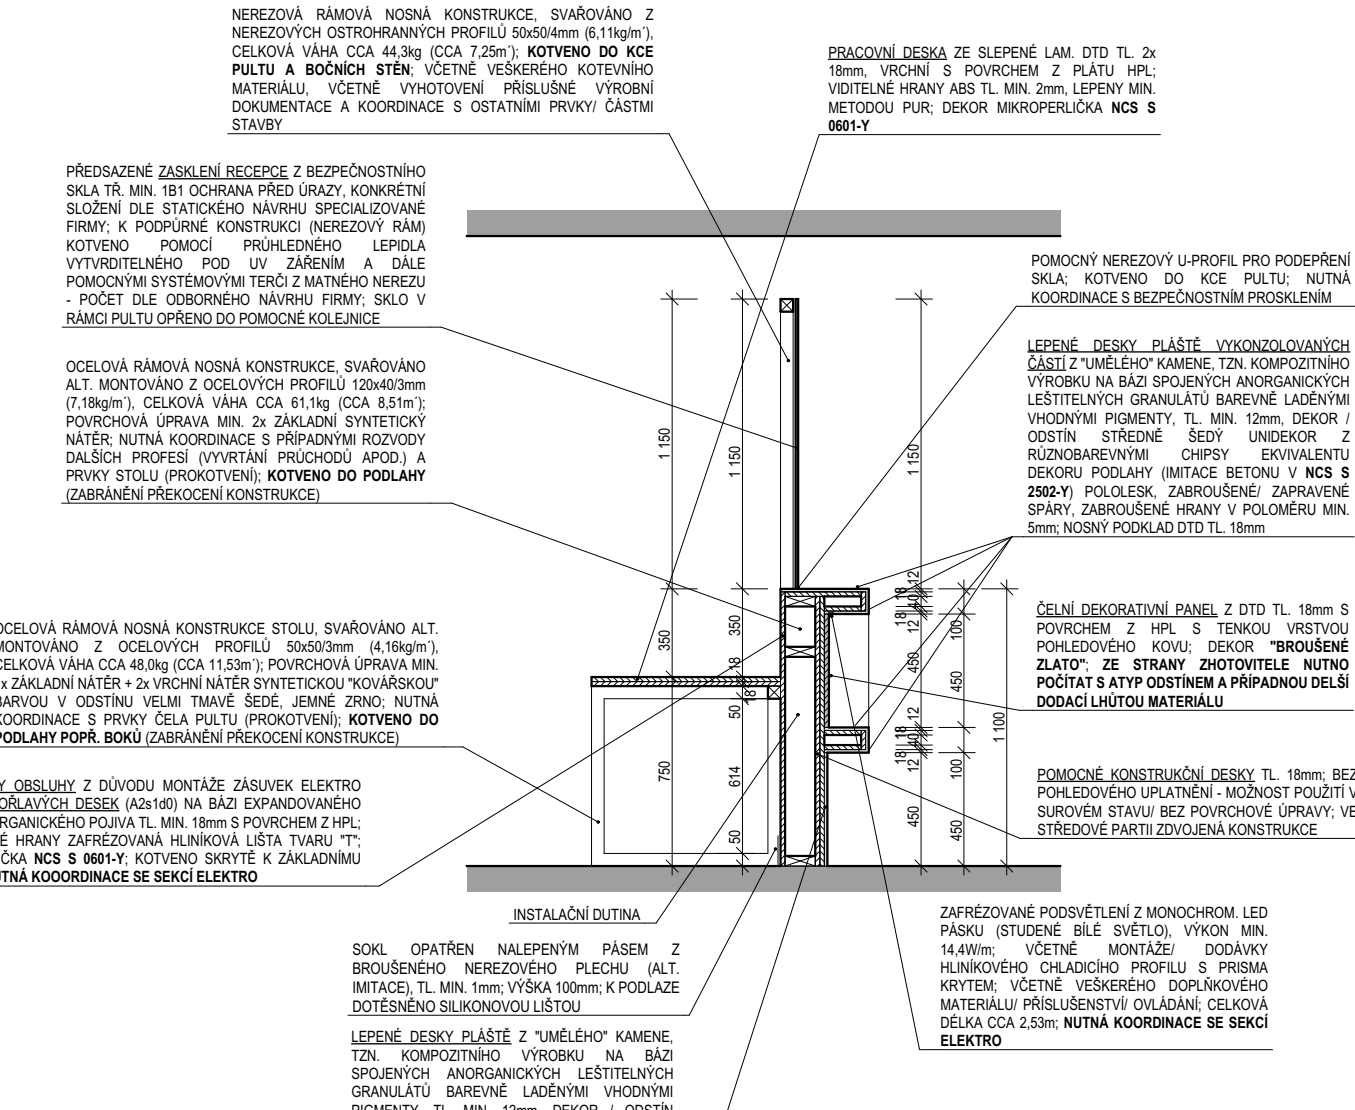 NEREZOVÁ RÁMOVÁ NOSNÁ KONSTRUKCE, SVAŘOVÁNO Z
NEREZOVÝCH OSTROHRANNÝCH PROFILŮ 50x50/4mm (6,11kg/m´),
CELKOVÁ VÁHA CCA 44,3kg (CCA 7,25m´); KOTVENO DO KCE
PULTU A BOČNÍCH STĚN; VČETNĚ VEŠKERÉHO KOTEVNÍHO
MATERIÁLU, VČETNĚ VYHOTOVENÍ PŘÍSLUŠNÉ VÝROBNÍ
DOKUMENTACE A KOORDINACE S OSTATNÍMI PRVKY/ ČÁSTMI
STAVBY
PRACOVNÍ DESKA ZE SLEPENÉ LAM. DTD TL. 2x
18mm, VRCHNÍ S POVRCHEM Z PLÁTU HPL;
VIDITELNÉ HRANY ABS TL. MIN. 2mm, LEPENY MIN.
METODOU PUR; DEKOR MIKROPERLIČKA NCS S
0601-Y
PŘEDSAZENÉ ZASKLENÍ RECEPCE Z BEZPEČNOSTNÍHO
SKLA TŘ. MIN. 1B1 OCHRANA PŘED ÚRAZY, KONKRÉTNÍ
SLOŽENÍ DLE STATICKÉHO NÁVRHU SPECIALIZOVANÉ
FIRMY; K PODPŮRNÉ KONSTRUKCI (NEREZOVÝ RÁM)
KOTVENO POMOCÍ PRŮHLEDNÉHO LEPIDLA
VYTVRDITELNÉHO POD UV ZÁŘENÍM A DÁLE
POMOCNÝMI SYSTÉMOVÝMI TERČI Z MATNÉHO NEREZU
- POČET DLE ODBORNÉHO NÁVRHU FIRMY; SKLO V
RÁMCI PULTU OPŘENO DO POMOCNÉ KOLEJNICE
POMOCNÝ NEREZOVÝ U-PROFIL PRO PODEPŘENÍ
SKLA; KOTVENO DO KCE PULTU; NUTNÁ
KOORDINACE S BEZPEČNOSTNÍM PROSKLENÍM
OCELOVÁ RÁMOVÁ NOSNÁ KONSTRUKCE, SVAŘOVÁNO
ALT. MONTOVÁNO Z OCELOVÝCH PROFILŮ 120x40/3mm
(7,18kg/m´), CELKOVÁ VÁHA CCA 61,1kg (CCA 8,51m´);
POVRCHOVÁ ÚPRAVA MIN. 2x ZÁKLADNÍ SYNTETICKÝ
NÁTĚR; NUTNÁ KOORDINACE S PŘÍPADNÝMI ROZVODY
DALŠÍCH PROFESÍ (VYVRTÁNÍ PRŮCHODŮ APOD.) A
PRVKY STOLU (PROKOTVENÍ); KOTVENO DO PODLAHY
(ZABRÁNĚNÍ PŘEKOCENÍ KONSTRUKCE)
LEPENÉ DESKY PLÁŠTĚ VYKONZOLOVANÝCH
ČÁSTÍ Z "UMĚLÉHO" KAMENE, TZN. KOMPOZITNÍHO
VÝROBKU NA BÁZI SPOJENÝCH ANORGANICKÝCH
LEŠTITELNÝCH GRANULÁTŮ BAREVNĚ LADĚNÝMI
VHODNÝMI PIGMENTY, TL. MIN. 12mm, DEKOR /
ODSTÍN STŘEDNĚ ŠEDÝ UNIDEKOR Z
RŮZNOBAREVNÝMI CHIPSY EKVIVALENTU
DEKORU PODLAHY (IMITACE BETONU V NCS S
2502-Y) POLOLESK, ZABROUŠENÉ/ ZAPRAVENÉ
SPÁRY, ZABROUŠENÉ HRANY V POLOMĚRU MIN.
5mm; NOSNÝ PODKLAD DTD TL. 18mm
1 150
1 150
1 150
350
350
18
18
50
750
614
50
12
18
40
18
12
450
12
18
40
18
12
450
100
450
100
450
1 100
OCELOVÁ RÁMOVÁ NOSNÁ KONSTRUKCE STOLU, SVAŘOVÁNO ALT.
MONTOVÁNO Z OCELOVÝCH PROFILŮ 50x50/3mm (4,16kg/m´),
CELKOVÁ VÁHA CCA 48,0kg (CCA 11,53m´); POVRCHOVÁ ÚPRAVA MIN.
x ZÁKLADNÍ NÁTĚR + 2x VRCHNÍ NÁTĚR SYNTETICKOU "KOVÁŘSKOU"
BARVOU V ODSTÍNU VELMI TMAVĚ ŠEDÉ, JEMNÉ ZRNO; NUTNÁ
KOORDINACE S PRVKY ČELA PULTU (PROKOTVENÍ); KOTVENO DO
PODLAHY POPŘ. BOKŮ (ZABRÁNĚNÍ PŘEKOCENÍ KONSTRUKCE)
ČELNÍ DEKORATIVNÍ PANEL Z DTD TL. 18mm S
POVRCHEM Z HPL S TENKOU VRSTVOU
POHLEDOVÉHO KOVU; DEKOR "BROUŠENÉ
ZLATO"; ZE STRANY ZHOTOVITELE NUTNO
POČÍTAT S ATYP ODSTÍNEM A PŘÍPADNOU DELŠÍ
DODACÍ LHŮTOU MATERIÁLU
Y OBSLUHY Z DŮVODU MONTÁŽE ZÁSUVEK ELEKTRO
OŘLAVÝCH DESEK (A2s1d0) NA BÁZI EXPANDOVANÉHO
RGANICKÉHO POJIVA TL. MIN. 18mm S POVRCHEM Z HPL;
É HRANY ZAFRÉZOVANÁ HLINÍKOVÁ LIŠTA TVARU "T";
IČKA NCS S 0601-Y; KOTVENO SKRYTĚ K ZÁKLADNÍMU
UTNÁ KOOORDINACE SE SEKCÍ ELEKTRO
POMOCNÉ KONSTRUKČNÍ DESKY TL. 18mm; BEZ
POHLEDOVÉHO UPLATNĚNÍ - MOŽNOST POUŽITÍ V
SUROVÉM STAVU/ BEZ POVRCHOVÉ ÚPRAVY; VE
STŘEDOVÉ PARTII ZDVOJENÁ KONSTRUKCE
INSTALAČNÍ DUTINA
SOKL OPATŘEN NALEPENÝM PÁSEM Z
BROUŠENÉHO NEREZOVÉHO PLECHU (ALT.
IMITACE), TL. MIN. 1mm; VÝŠKA 100mm; K PODLAZE
DOTĚSNĚNO SILIKONOVOU LIŠTOU
ZAFRÉZOVANÉ PODSVĚTLENÍ Z MONOCHROM. LED
PÁSKU (STUDENÉ BÍLÉ SVĚTLO), VÝKON MIN.
14,4W/m; VČETNĚ MONTÁŽE/ DODÁVKY
HLINÍKOVÉHO CHLADICÍHO PROFILU S PRISMA
KRYTEM; VČETNĚ VEŠKERÉHO DOPLŇKOVÉHO
MATERIÁLU/ PŘÍSLUŠENSTVÍ/ OVLÁDÁNÍ; CELKOVÁ
DÉLKA CCA 2,53m; NUTNÁ KOORDINACE SE SEKCÍ
ELEKTRO
LEPENÉ DESKY PLÁŠTĚ Z "UMĚLÉHO" KAMENE,
TZN. KOMPOZITNÍHO VÝROBKU NA BÁZI
SPOJENÝCH ANORGANICKÝCH LEŠTITELNÝCH
GRANULÁTŮ BAREVNĚ LADĚNÝMI VHODNÝMI
PIGMENTY, TL. MIN. 12mm, DEKOR / ODSTÍN